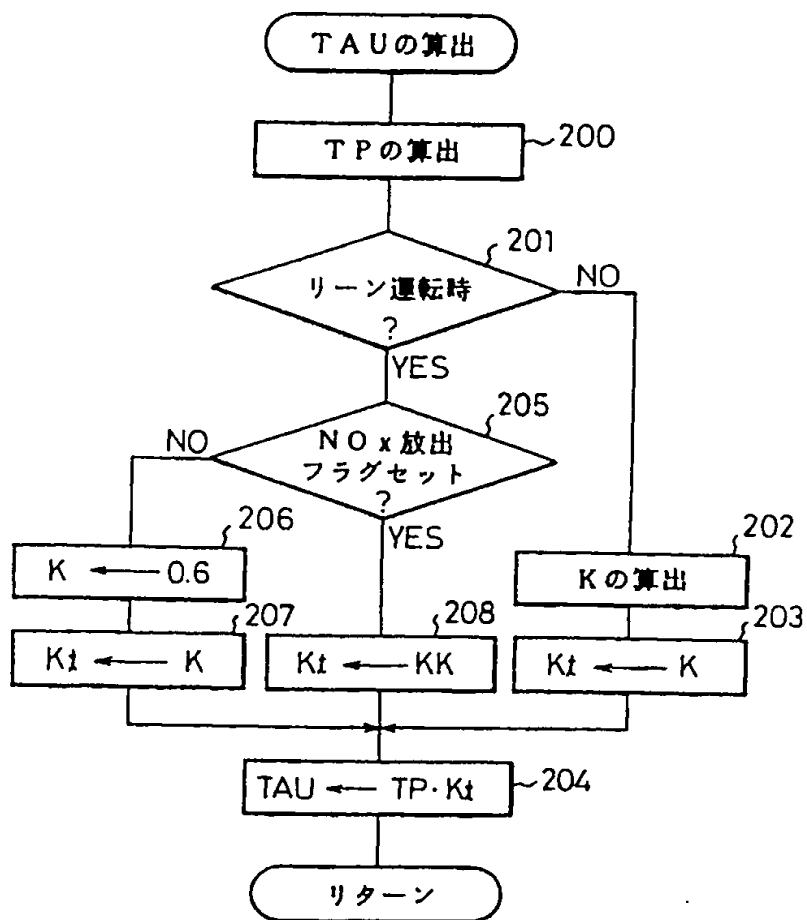 TAUの算出
TPの算出
200
201
リーン運転時
?
NO
YES
205
NOx放出
フラグセット
?
NO
YES
206
K ← 0.6
202
Kの算出
207
Kt ← K
208
Kt ← KK
203
Kt ← K
TAU ← TP·Kt
204
リターン